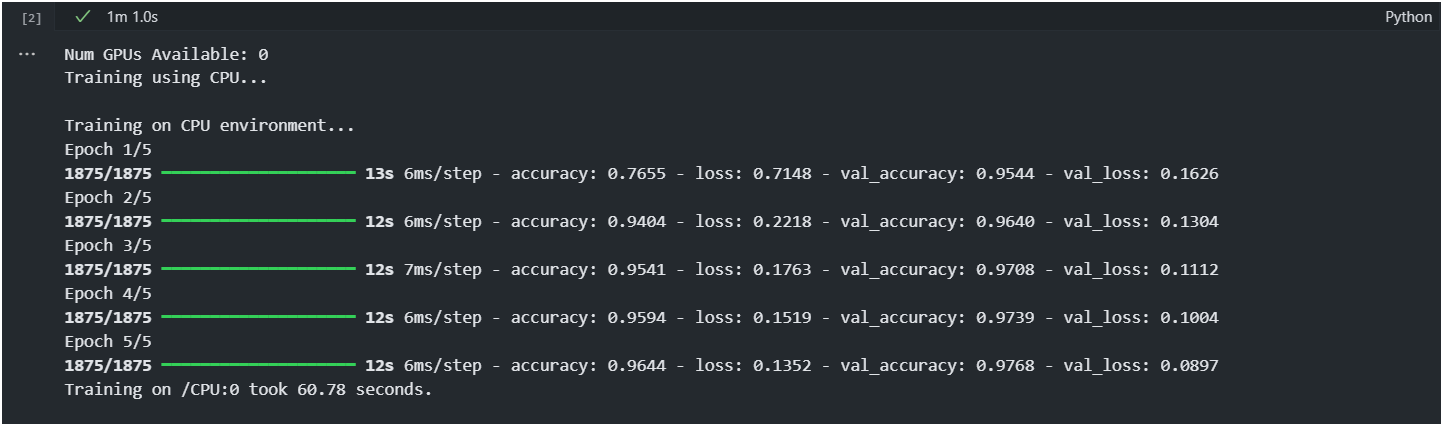 [2] 1m 1.0s Python
... Num GPUs Available: 0
Training using CPU...
Training on CPU environment...
Epoch 1/5
1875/1875 13s 6ms/step - accuracy: 0.7655 - loss: 0.7148 - val_accuracy: 0.9544 - val_loss: 0.1626
Epoch 2/5
1875/1875 12s 6ms/step - accuracy: 0.9404 - loss: 0.2218 - val_accuracy: 0.9640 - val_loss: 0.1304
Epoch 3/5
1875/1875 12s 7ms/step - accuracy: 0.9541 - loss: 0.1763 - val_accuracy: 0.9708 - val_loss: 0.1112
Epoch 4/5
1875/1875 12s 6ms/step - accuracy: 0.9594 - loss: 0.1519 - val_accuracy: 0.9739 - val_loss: 0.1004
Epoch 5/5
1875/1875 12s 6ms/step - accuracy: 0.9644 - loss: 0.1352 - val_accuracy: 0.9768 - val_loss: 0.0897
Training on /CPU:0 took 60.78 seconds.